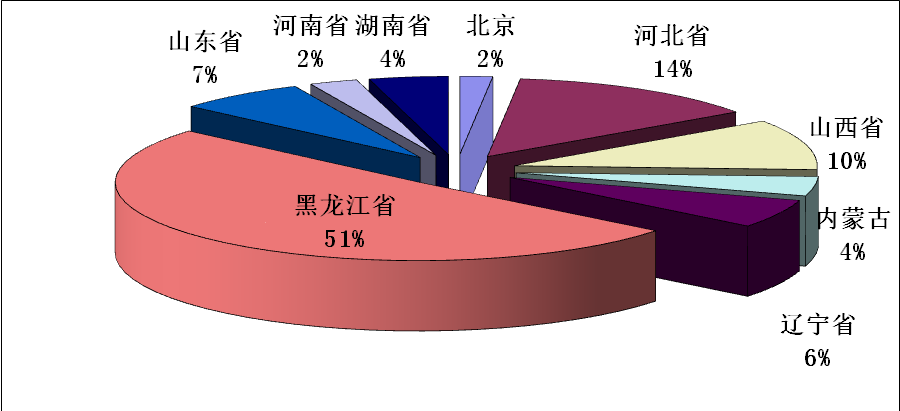 河南省
2%
湖南省
4%
北京
2%
河北省
14%
山东省
7%
山西省
10%
黑龙江省
51%
内蒙古
4%
辽宁省
6%